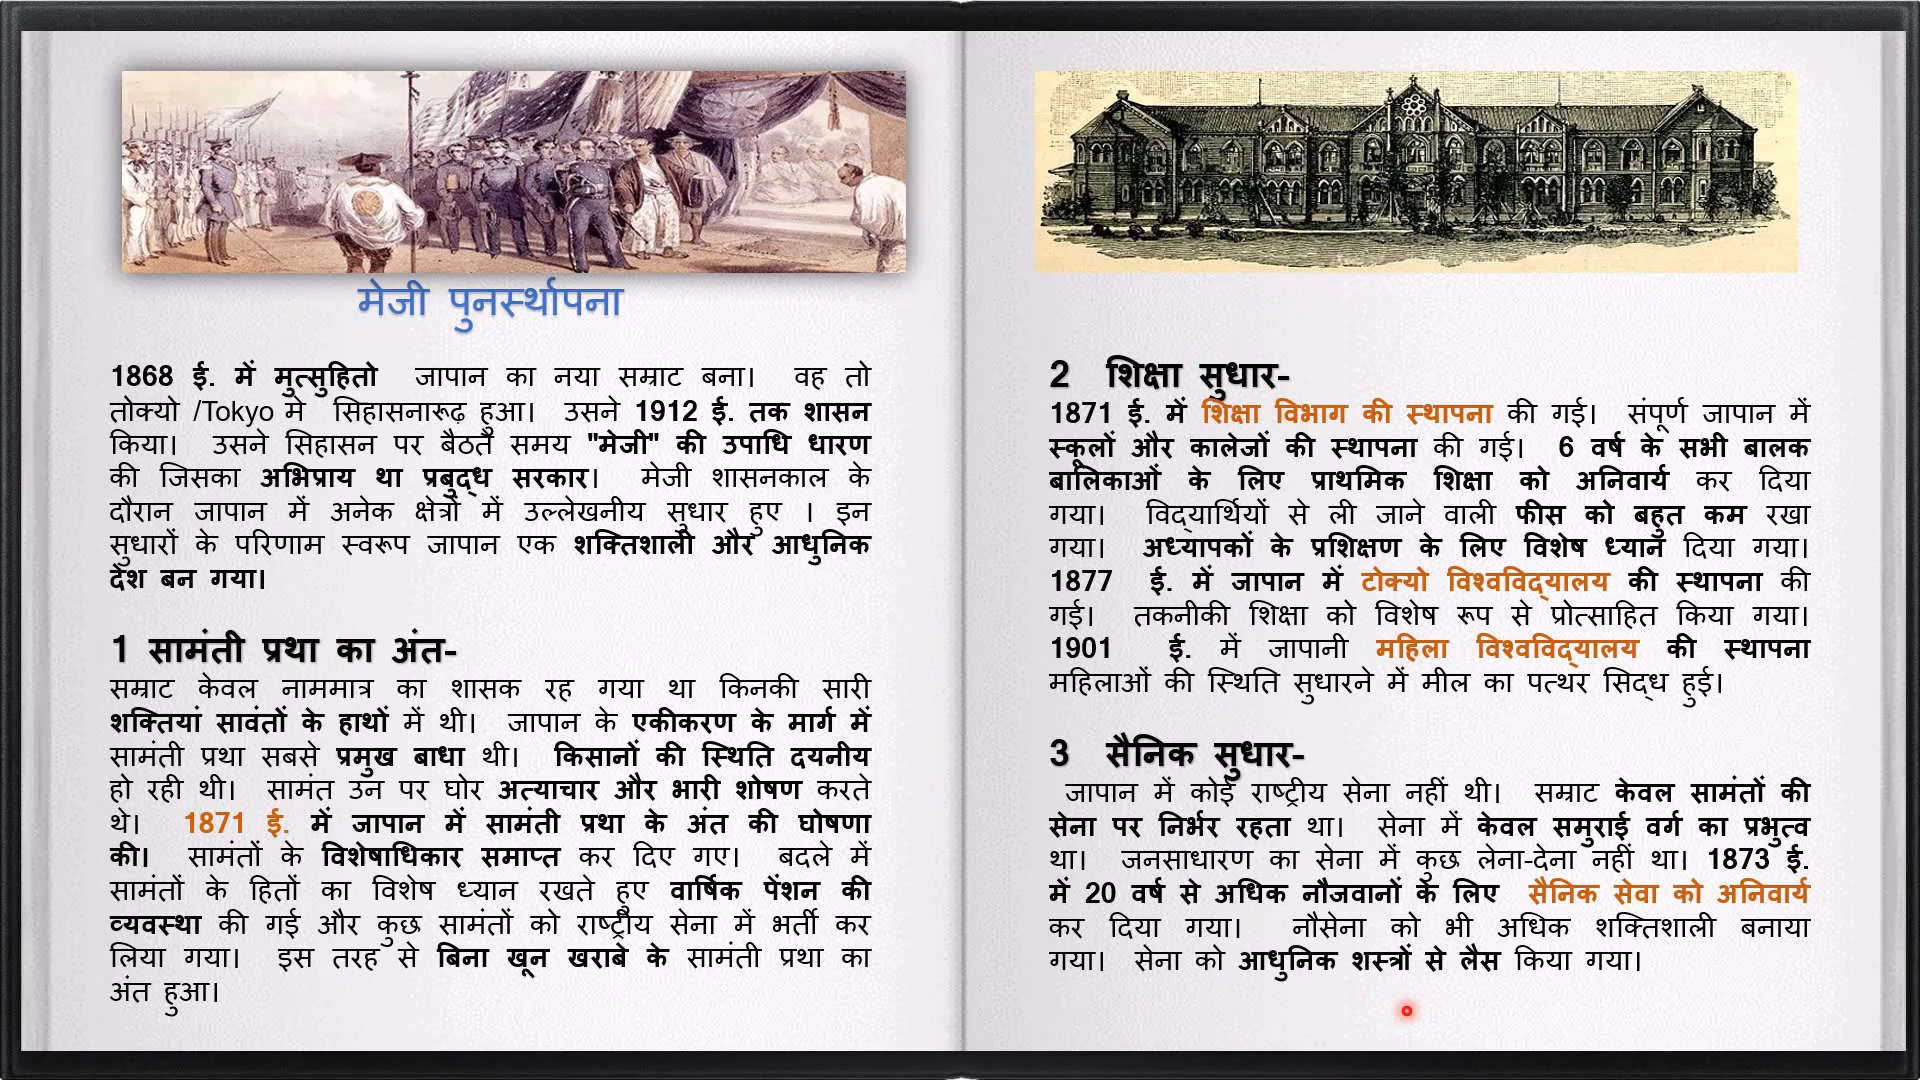 मेजी पुनर्स्थापना
1868 ई. में मुत्सुहितो जापान का नया सम्राट बना। वह तो
तोक्यो /Tokyo मे सिहासनारूढ़ हुआ। उसने 1912 ई. तक शासन
किया। उसने सिहासन पर बैठते समय "मेजी" की उपाधि धारण
की जिसका अभिप्राय था प्रबुद्ध सरकार। मेजी शासनकाल के
दौरान जापान में अनेक क्षेत्रों में उल्लेखनीय सुधार हुए । इन
सुधारों के परिणाम स्वरूप जापान एक शक्तिशाली और आधुनिक
देश बन गया।
1 सामंती प्रथा का अंत-
सम्राट केवल नाममात्र का शासक रह गया था किनकी सारी
शक्तियां सावंतों के हाथों में थी। जापान के एकीकरण के मार्ग में
सामंती प्रथा सबसे प्रमुख बाधा थी। किसानों की स्थिति दयनीय
हो रही थी। सामंत उन पर घोर अत्याचार और भारी शोषण करते
थे। 1871 ई. में जापान में सामंती प्रथा के अंत की घोषणा
की। सामंतों के विशेषाधिकार समाप्त कर दिए गए। बदले में
सामंतों के हितों का विशेष ध्यान रखते हुए वार्षिक पेंशन की
व्यवस्था की गई और कुछ सामंतों को राष्ट्रीय सेना में भर्ती कर
लिया गया। इस तरह से बिना खून खराबे के सामंती प्रथा का
अंत हुआ।
2 शिक्षा सुधार-
1871 ई. में शिक्षा विभाग की स्थापना की गई। संपूर्ण जापान में
स्कूलों और कालेजों की स्थापना की गई। 6 वर्ष के सभी बालक
बालिकाओं के लिए प्राथमिक शिक्षा को अनिवार्य कर दिया
गया। विद्यार्थियों से ली जाने वाली फीस को बहुत कम रखा
गया। अध्यापकों के प्रशिक्षण के लिए विशेष ध्यान दिया गया।
1877 ई. में जापान में टोक्यो विश्वविद्यालय की स्थापना की
गई। तकनीकी शिक्षा को विशेष रूप से प्रोत्साहित किया गया।
1901 ई. में जापानी महिला विश्वविद्यालय की स्थापना
महिलाओं की स्थिति सुधारने में मील का पत्थर सिद्ध हुई।
3 सैनिक सुधार-
जापान में कोई राष्ट्रीय सेना नहीं थी। सम्राट केवल सामंतों की
सेना पर निर्भर रहता था। सेना में केवल समुराई वर्ग का प्रभुत्व
था। जनसाधारण का सेना में कुछ लेना-देना नहीं था। 1873 ई.
में 20 वर्ष से अधिक नौजवानों के लिए सैनिक सेवा को अनिवार्य
कर दिया गया। नौसेना को भी अधिक शक्तिशाली बनाया
गया। सेना को आधुनिक शस्त्रों से लैस किया गया।